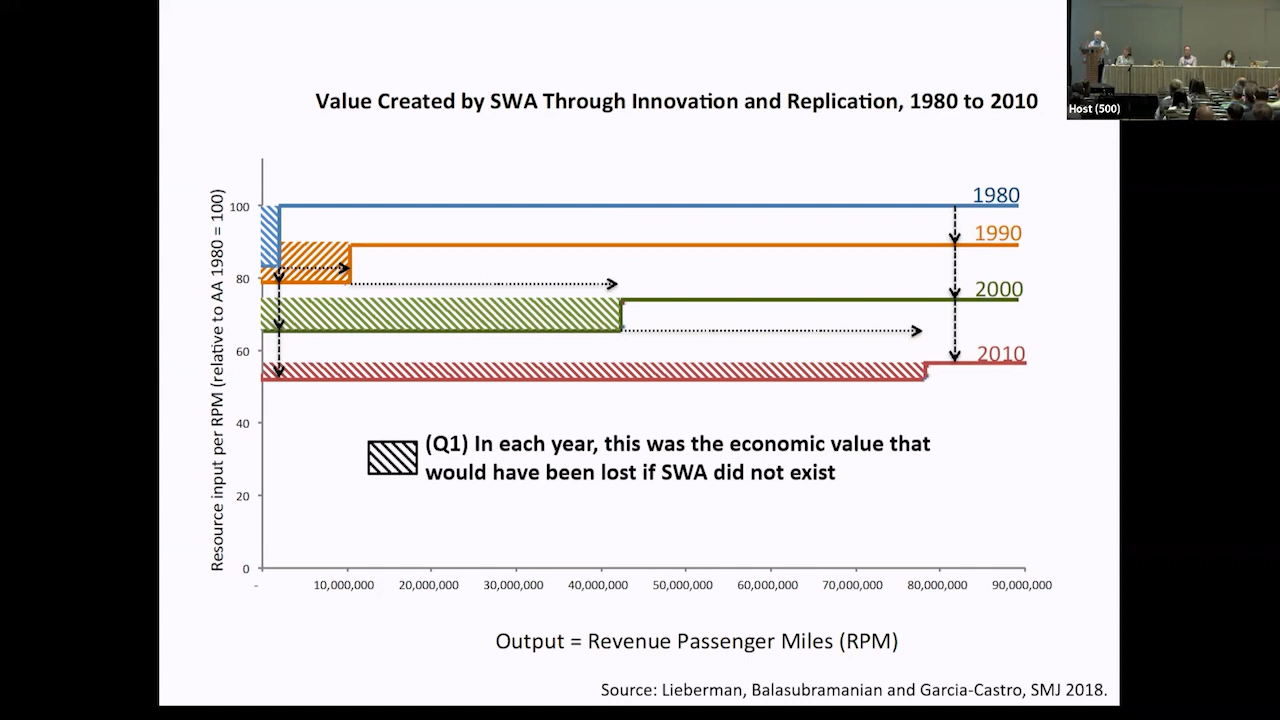 Host (500)
Value Created by SWA Through Innovation and Replication, 1980 to 2010
Resource input per RPM (relative to AA 1980 = 100)
100
80
60
40
20
0
1980
1990
2000
2010
(Q1) In each year, this was the economic value that
would have been lost if SWA did not exist
-
10,000,000
20,000,000
30,000,000
40,000,000
50,000,000
60,000,000
70,000,000
80,000,000
90,000,000
Output = Revenue Passenger Miles (RPM)
Source: Lieberman, Balasubramanian and Garcia-Castro, SMJ 2018.